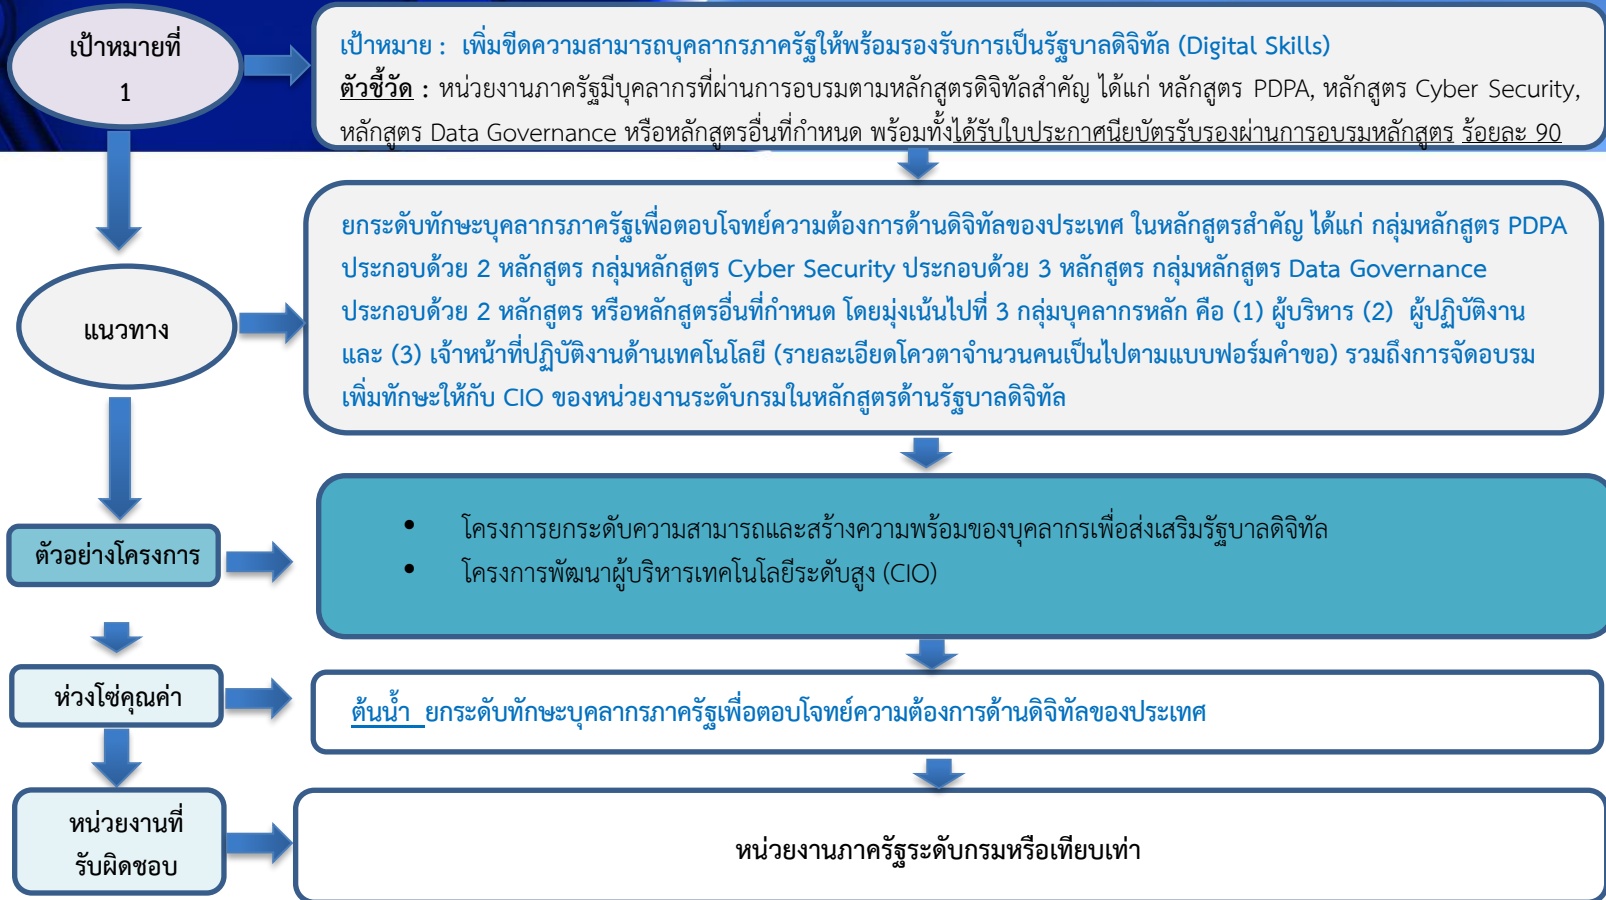 เป้าหมายที่
1
เป้าหมาย : เพิ่มขีดความสามารถบุคลากรภาครัฐให้พร้อมรองรับการเป็นรัฐบาลดิจิทัล (Digital Skills)
ตัวชี้วัด : หน่วยงานภาครัฐมีบุคลากรที่ผ่านการอบรมตามหลักสูตรดิจิทัลสำคัญ ได้แก่ หลักสูตร PDPA, หลักสูตร Cyber Security,
หลักสูตร Data Governance หรือหลักสูตรอื่นที่กำหนด พร้อมทั้งได้รับใบประกาศนียบัตรรับรองผ่านการอบรมหลักสูตร ร้อยละ 90
แนวทาง
ยกระดับทักษะบุคลากรภาครัฐเพื่อตอบโจทย์ความต้องการด้านดิจิทัลของประเทศ ในหลักสูตรสำคัญ ได้แก่ กลุ่มหลักสูตร PDPA
ประกอบด้วย 2 หลักสูตร กลุ่มหลักสูตร Cyber Security ประกอบด้วย 3 หลักสูตร กลุ่มหลักสูตร Data Governance
ประกอบด้วย 2 หลักสูตร หรือหลักสูตรอื่นที่กำหนด โดยมุ่งเน้นไปที่ 3 กลุ่มบุคลากรหลัก คือ (1) ผู้บริหาร (2) ผู้ปฏิบัติงาน
และ (3) เจ้าหน้าที่ปฏิบัติงานด้านเทคโนโลยี (รายละเอียดโควตาจำนวนคนเป็นไปตามแบบฟอร์มคำขอ) รวมถึงการจัดอบรม
เพิ่มทักษะให้กับ CIO ของหน่วยงานระดับกรมในหลักสูตรด้านรัฐบาลดิจิทัล
ตัวอย่างโครงการ
• โครงการยกระดับความสามารถและสร้างความพร้อมของบุคลากรเพื่อส่งเสริมรัฐบาลดิจิทัล
• โครงการพัฒนาผู้บริหารเทคโนโลยีระดับสูง (CIO)
ห่วงโซ่คุณค่า
ต้นน้ำ ยกระดับทักษะบุคลากรภาครัฐเพื่อตอบโจทย์ความต้องการด้านดิจิทัลของประเทศ
หน่วยงานที่
รับผิดชอบ
หน่วยงานภาครัฐระดับกรมหรือเทียบเท่า